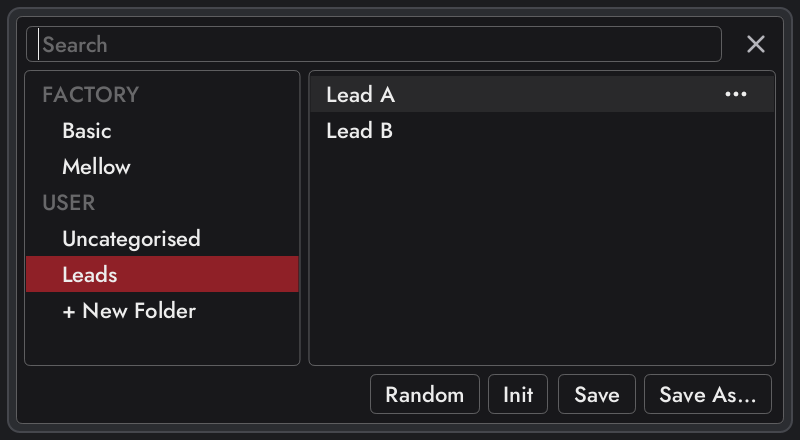 Search
FACTORY
Basic
Mellow
USER
Uncategorised
Leads
+ New Folder
Lead A
Lead B
Random
Init
Save
Save As...